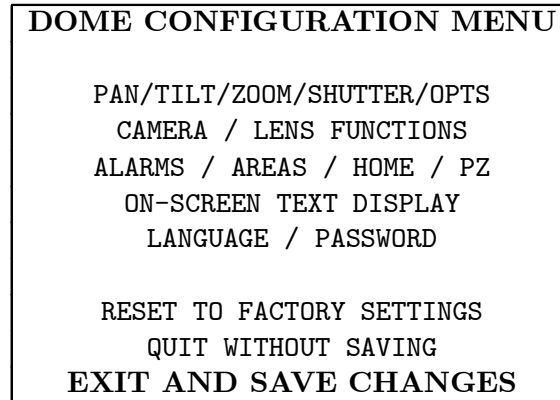 DOME CONFIGURATION MENU
PAN/TILT/ZOOM/SHUTTER/OPTS
CAMERA / LENS FUNCTIONS
ALARMS / AREAS / HOME / PZ
ON-SCREEN TEXT DISPLAY
LANGUAGE / PASSWORD
RESET TO FACTORY SETTINGS
QUIT WITHOUT SAVING
EXIT AND SAVE CHANGES